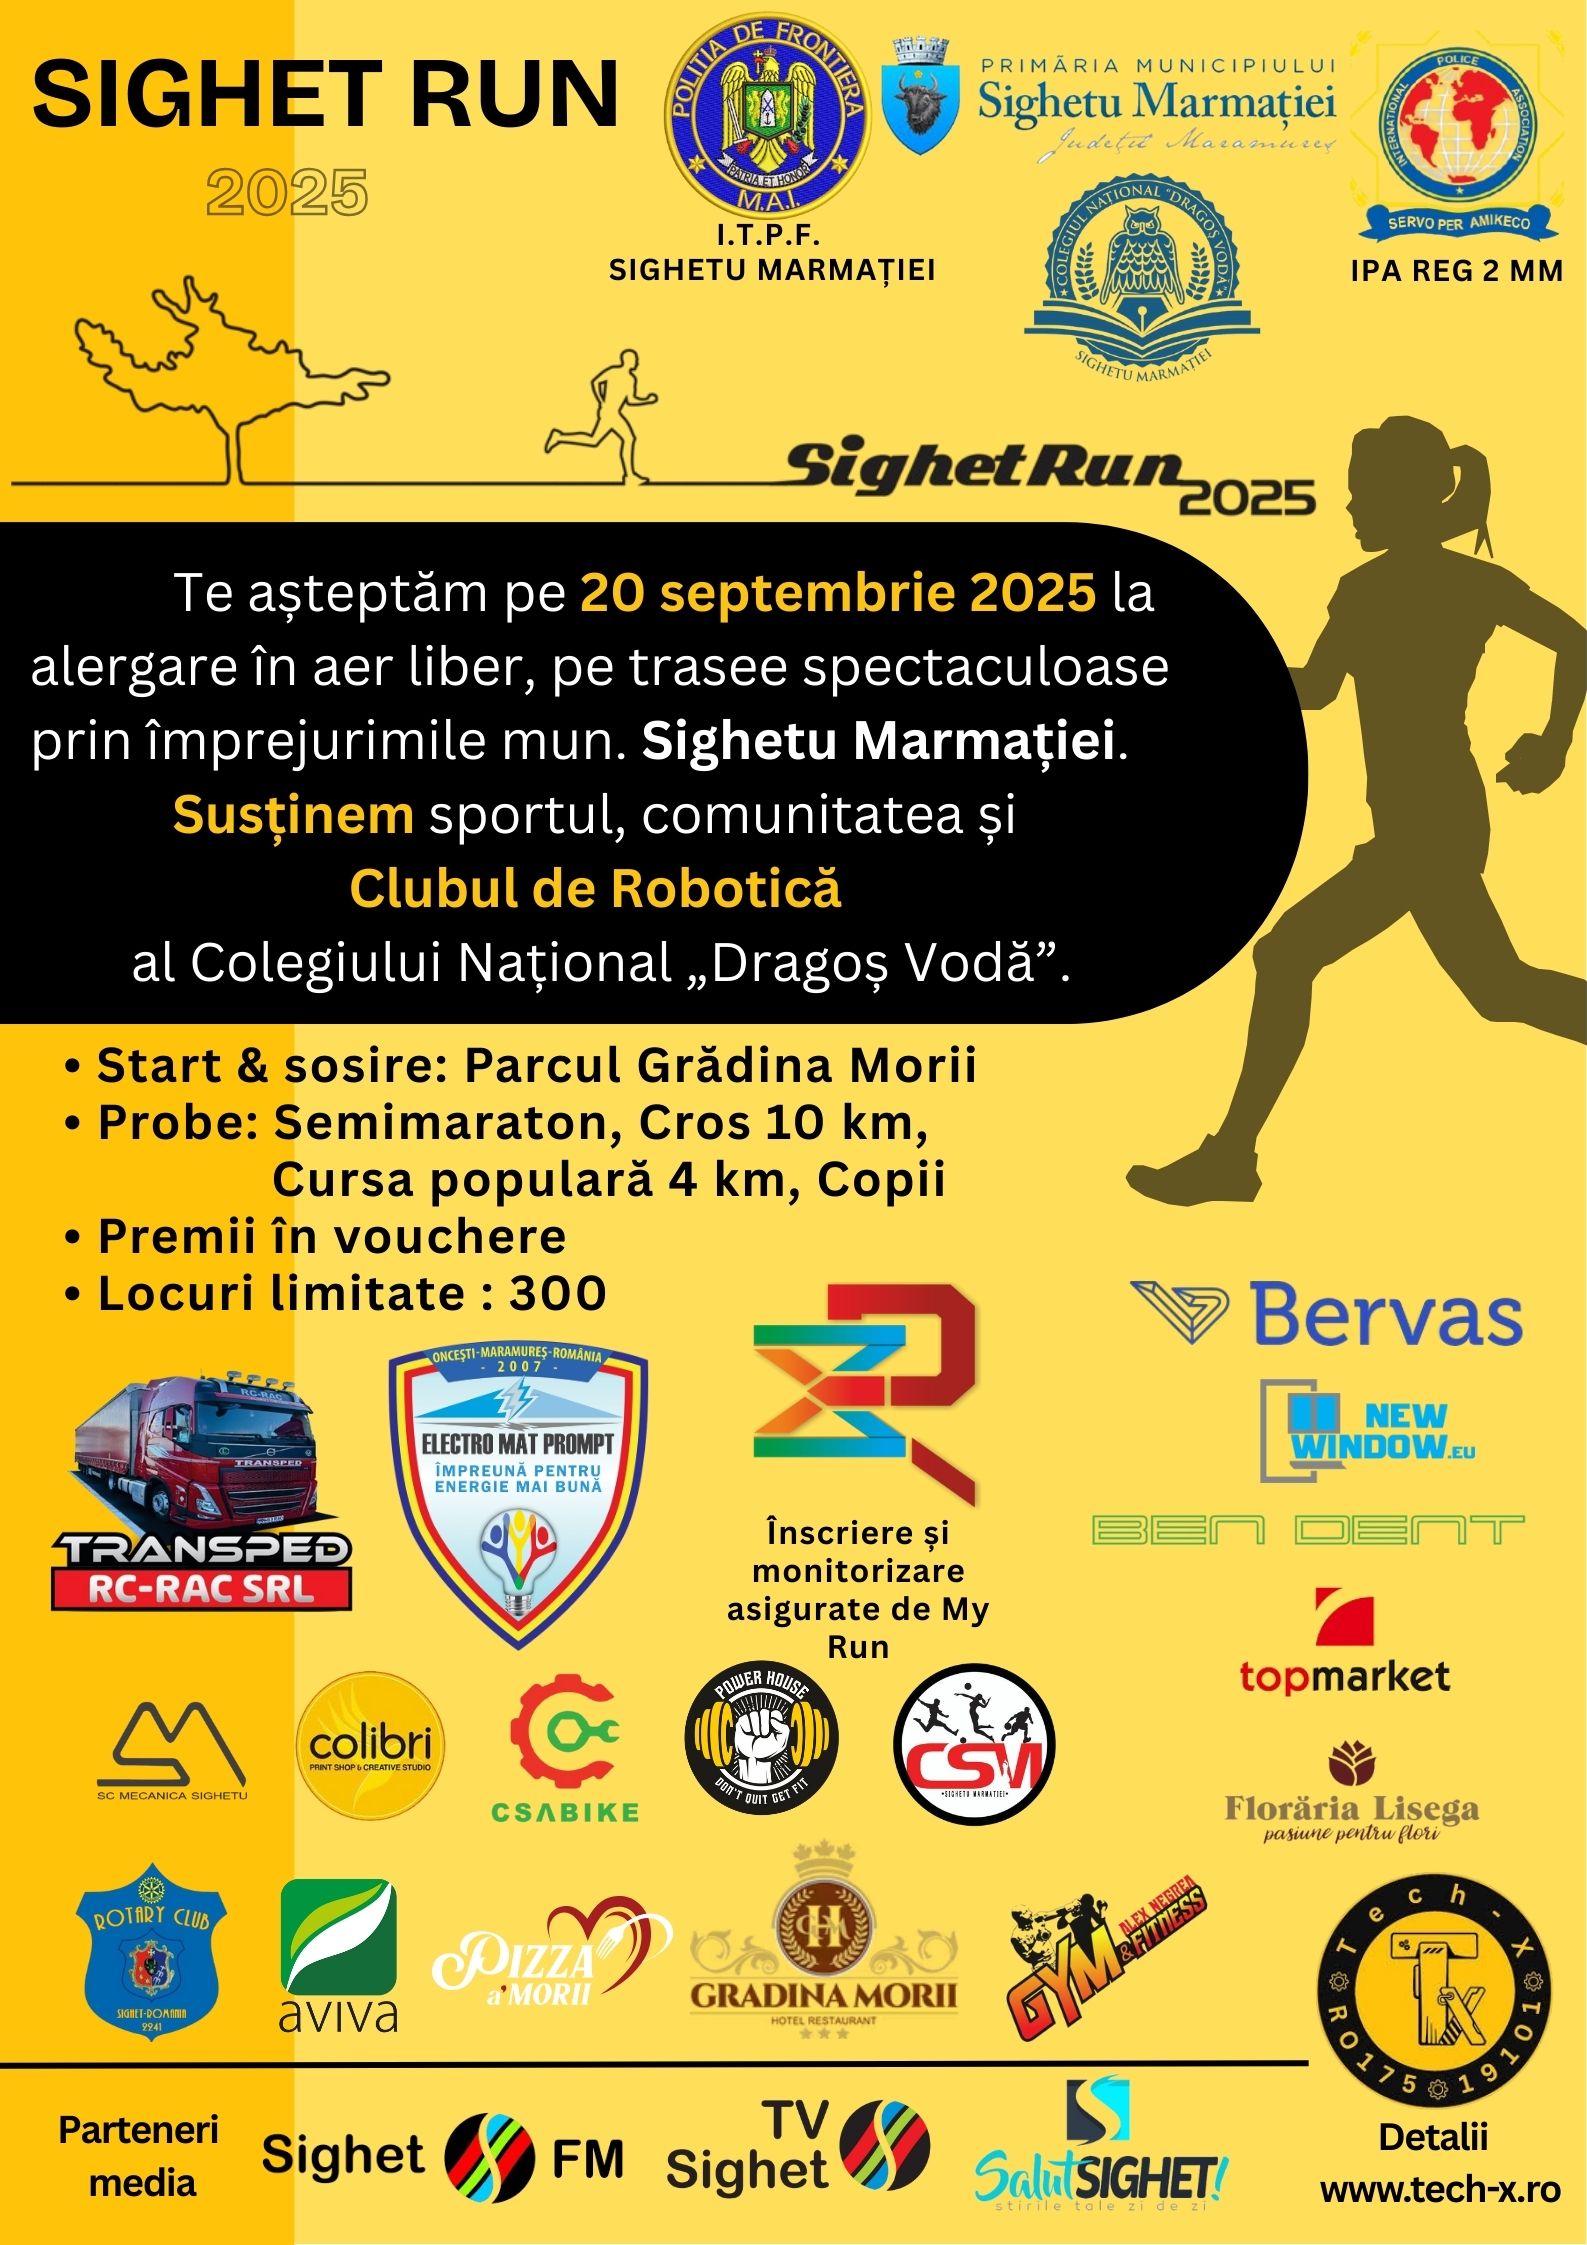 SIGHET RUN
2025
POLIȚIA DE FRONTIERA
PATRIA ET HONOR
M.A.I.
I.T.P.F.
SIGHETU MARMAȚIEI
PRIMĂRIA MUNICIPIULUI
Sighetu Marmației
Județul Maramureș
COLEGIUL NAȚIONAL "DRAGOȘ VODĂ"
SIGHETU MARMAȚIEI
INTERNATIONAL POLICE ASSOCIATION
SERVO PER AMIKECO
IPA REG 2 MM
SighetRun
2025
Te așteptăm pe 20 septembrie 2025 la
alergare în aer liber, pe trasee spectaculoase
prin împrejurimile mun. Sighetu Marmației.
Susținem sportul, comunitatea și
Clubul de Robotică
al Colegiului Național „Dragoș Vodă”.
• Start & sosire: Parcul Grădina Morii
• Probe: Semimaraton, Cros 10 km,
Cursa populară 4 km, Copii
• Premii în vouchere
• Locuri limitate : 300
RC-RAC
TRANSPED
TRANSPED
RC-RAC SRL
ONCEȘTI-MARAMUREȘ-ROMÂNIA
- 2007 -
ELECTRO MAT PROMPT
ÎMPREUNĂ PENTRU
ENERGIE MAI BUNĂ
Înscriere și
monitorizare
asigurate de My
Run
Bervas
NEW
WINDOW.EU
BEN DENT
topmarket
Florăria Lisega
pasiune pentru flori
SC MECANICA SIGHETU
colibri
PRINT SHOP & CREATIVE STUDIO
CSABIKE
POWER HOUSE
DON'T QUIT GET FIT
CSM
•SIGHETU MARMAȚIEI•
ROTARY CLUB
SIGHET-ROMANIA
2241
aviva
PIZZA
a'MORII
GHM
GRADINA MORII
HOTEL RESTAURANT
ALEX NEGREA
GYM & FITNESS
Tech-X
Tx
RO175 19101
Parteneri
media
Sighet FM
TV
Sighet
SalutSIGHET!
stirile tale zi de zi
Detalii
www.tech-x.ro